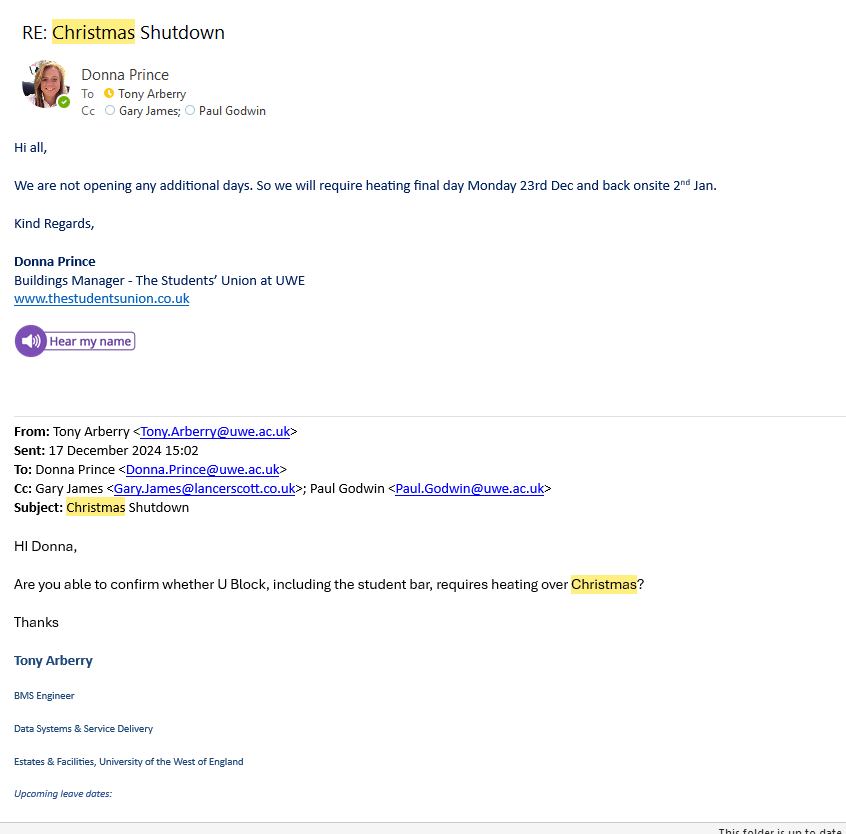 RE: Christmas Shutdown
Donna Prince
To Tony Arberry
Cc Gary James; Paul Godwin
Hi all,
We are not opening any additional days. So we will require heating final day Monday 23rd Dec and back onsite 2nd Jan.
Kind Regards,
Donna Prince
Buildings Manager - The Students’ Union at UWE
www.thestudentsunion.co.uk
Hear my name
From: Tony Arberry <Tony.Arberry@uwe.ac.uk>
Sent: 17 December 2024 15:02
To: Donna Prince <Donna.Prince@uwe.ac.uk>
Cc: Gary James <Gary.James@lancerscott.co.uk>; Paul Godwin <Paul.Godwin@uwe.ac.uk>
Subject: Christmas Shutdown
HI Donna,
Are you able to confirm whether U Block, including the student bar, requires heating over Christmas?
Thanks
Tony Arberry
BMS Engineer
Data Systems & Service Delivery
Estates & Facilities, University of the West of England
Upcoming leave dates:
This folder is up to date